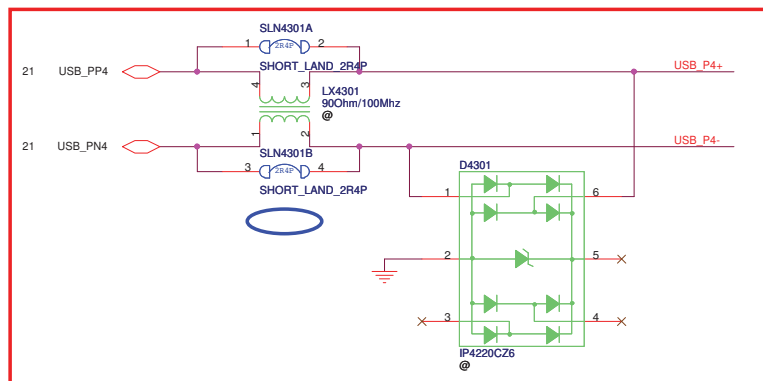 SLN4301A
1 2R4P 2
SHORT_LAND_2R4P
21 USB_PP4
USB_P4+
4 3
LX4301
90Ohm/100Mhz
@
1 2
21 USB_PN4
USB_P4-
SLN4301B
3 2R4P 4
SHORT_LAND_2R4P
D4301
1 6
2 5
3 4
IP4220CZ6
@